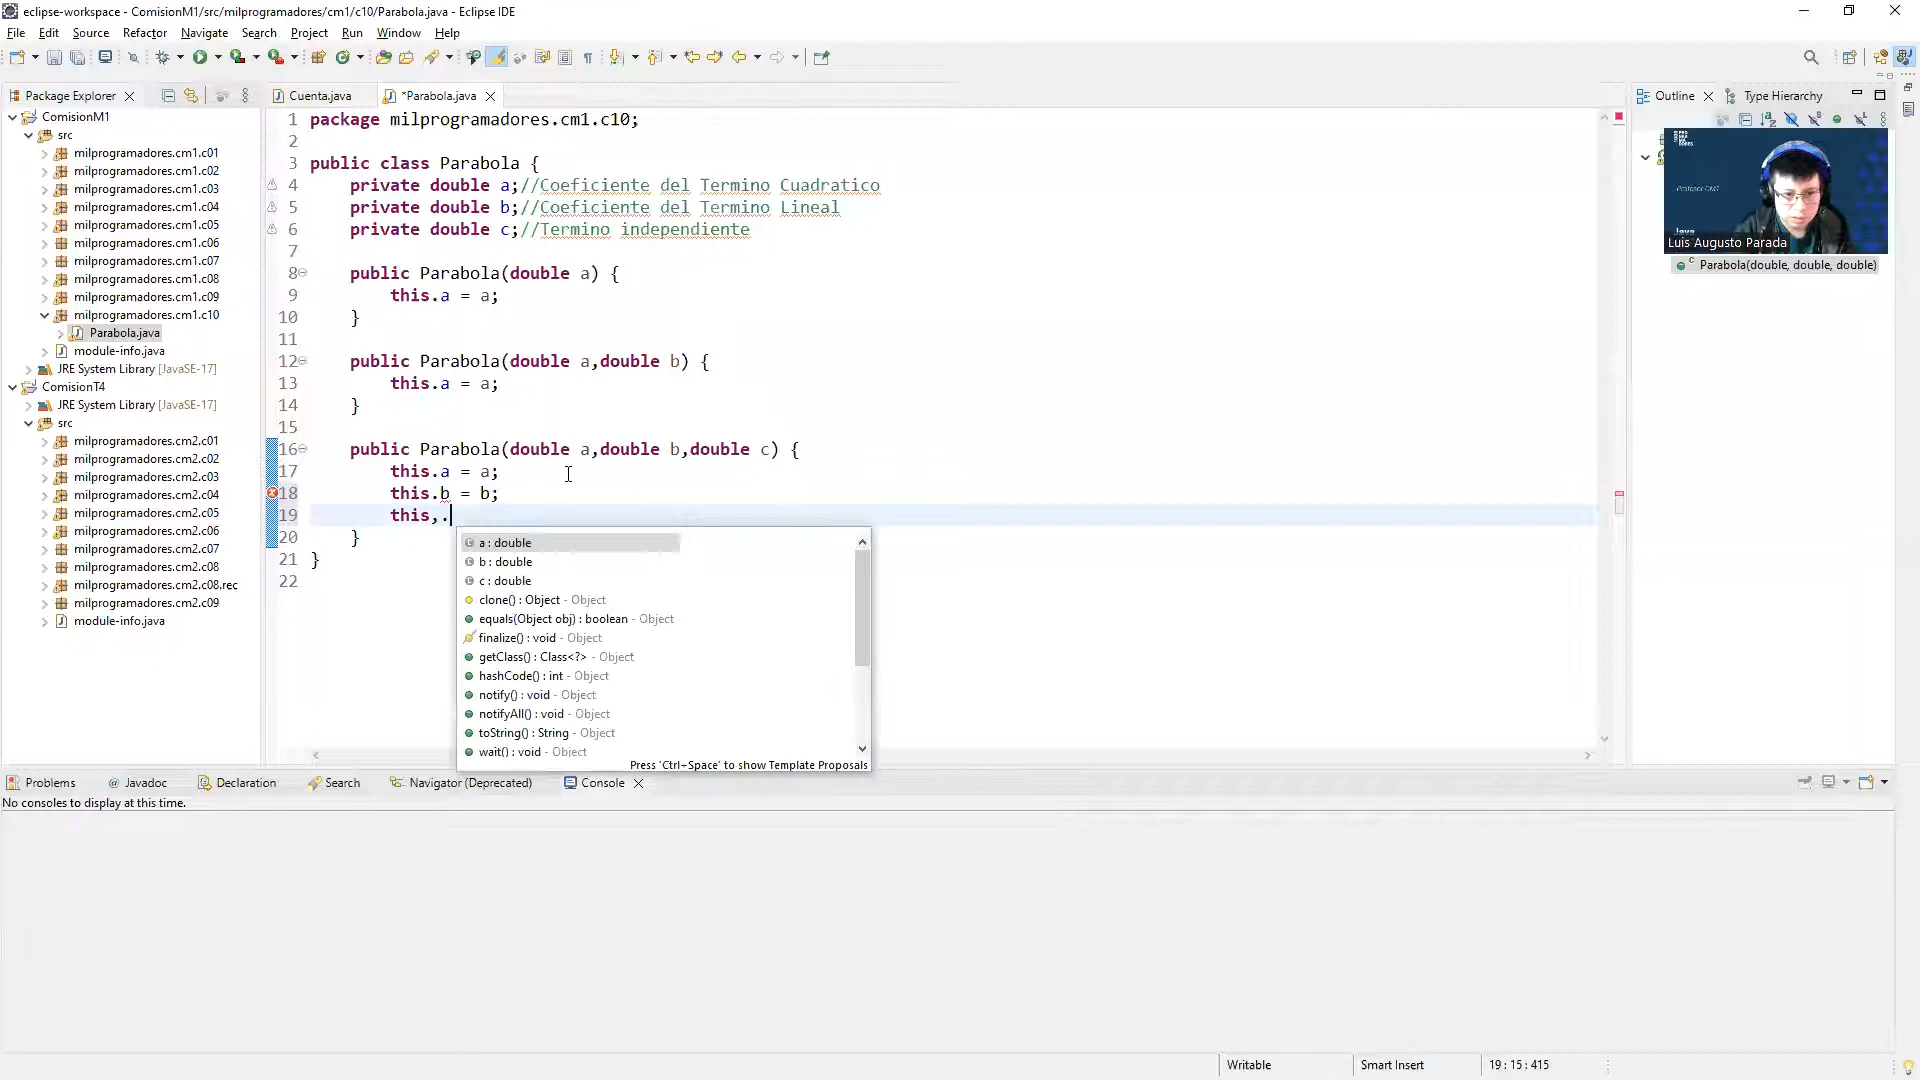 eclipse-workspace - ComisionM1/src/milprogramadores/cm1/c10/Parabola.java - Eclipse IDE
File Edit Source Refactor Navigate Search Project Run Window Help
Package Explorer
ComisionM1
src
milprogramadores.cm1.c01
milprogramadores.cm1.c02
milprogramadores.cm1.c03
milprogramadores.cm1.c04
milprogramadores.cm1.c05
milprogramadores.cm1.c06
milprogramadores.cm1.c07
milprogramadores.cm1.c08
milprogramadores.cm1.c09
milprogramadores.cm1.c10
Parabola.java
module-info.java
JRE System Library [JavaSE-17]
ComisionT4
JRE System Library [JavaSE-17]
src
milprogramadores.cm2.c01
milprogramadores.cm2.c02
milprogramadores.cm2.c03
milprogramadores.cm2.c04
milprogramadores.cm2.c05
milprogramadores.cm2.c06
milprogramadores.cm2.c07
milprogramadores.cm2.c08
milprogramadores.cm2.c08.rec
milprogramadores.cm2.c09
module-info.java
Cuenta.java *Parabola.java
1 package milprogramadores.cm1.c10;
2
3 public class Parabola {
4 private double a;//Coeficiente del Termino Cuadratico
5 private double b;//Coeficiente del Termino Lineal
6 private double c;//Termino independiente
7
8 public Parabola(double a) {
9 this.a = a;
10 }
11
12 public Parabola(double a,double b) {
13 this.a = a;
14 }
15
16 public Parabola(double a,double b,double c) {
17 this.a = a;
18 this.b = b;
19 this,.
20 }
21 }
22
a : double
b : double
c : double
clone() : Object - Object
equals(Object obj) : boolean - Object
finalize() : void - Object
getClass() : Class<?> - Object
hashCode() : int - Object
notify() : void - Object
notifyAll() : void - Object
toString() : String - Object
wait() : void - Object
Press 'Ctrl+Space' to show Template Proposals
Outline Type Hierarchy
Profesor CM1
Java
Luis Augusto Parada
Parabola(double, double, double)
Problems @ Javadoc Declaration Search Navigator (Deprecated) Console
No consoles to display at this time.
Writable Smart Insert 19 : 15 : 415